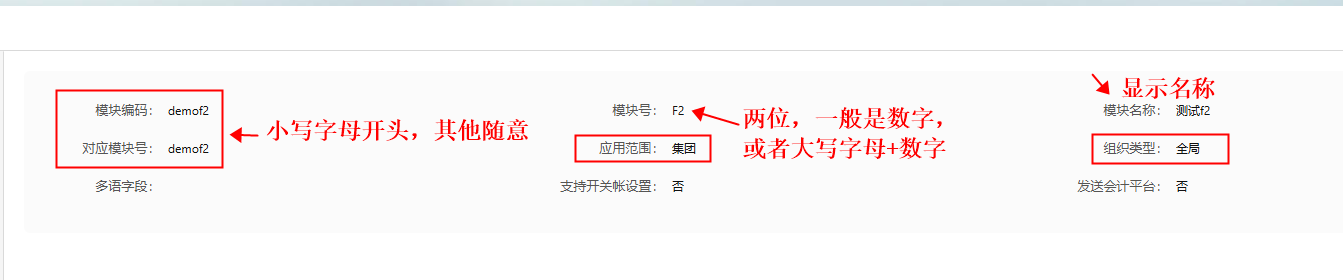 显示名称
模块编码： demof2
模块号： F2
模块名称： 测试f2
小写字母开头，其他随意
两位，一般是数字，
或者大写字母+数字
对应模块号： demof2
应用范围： 集团
组织类型： 全局
多语字段：
支持开关帐设置： 否
发送会计平台： 否